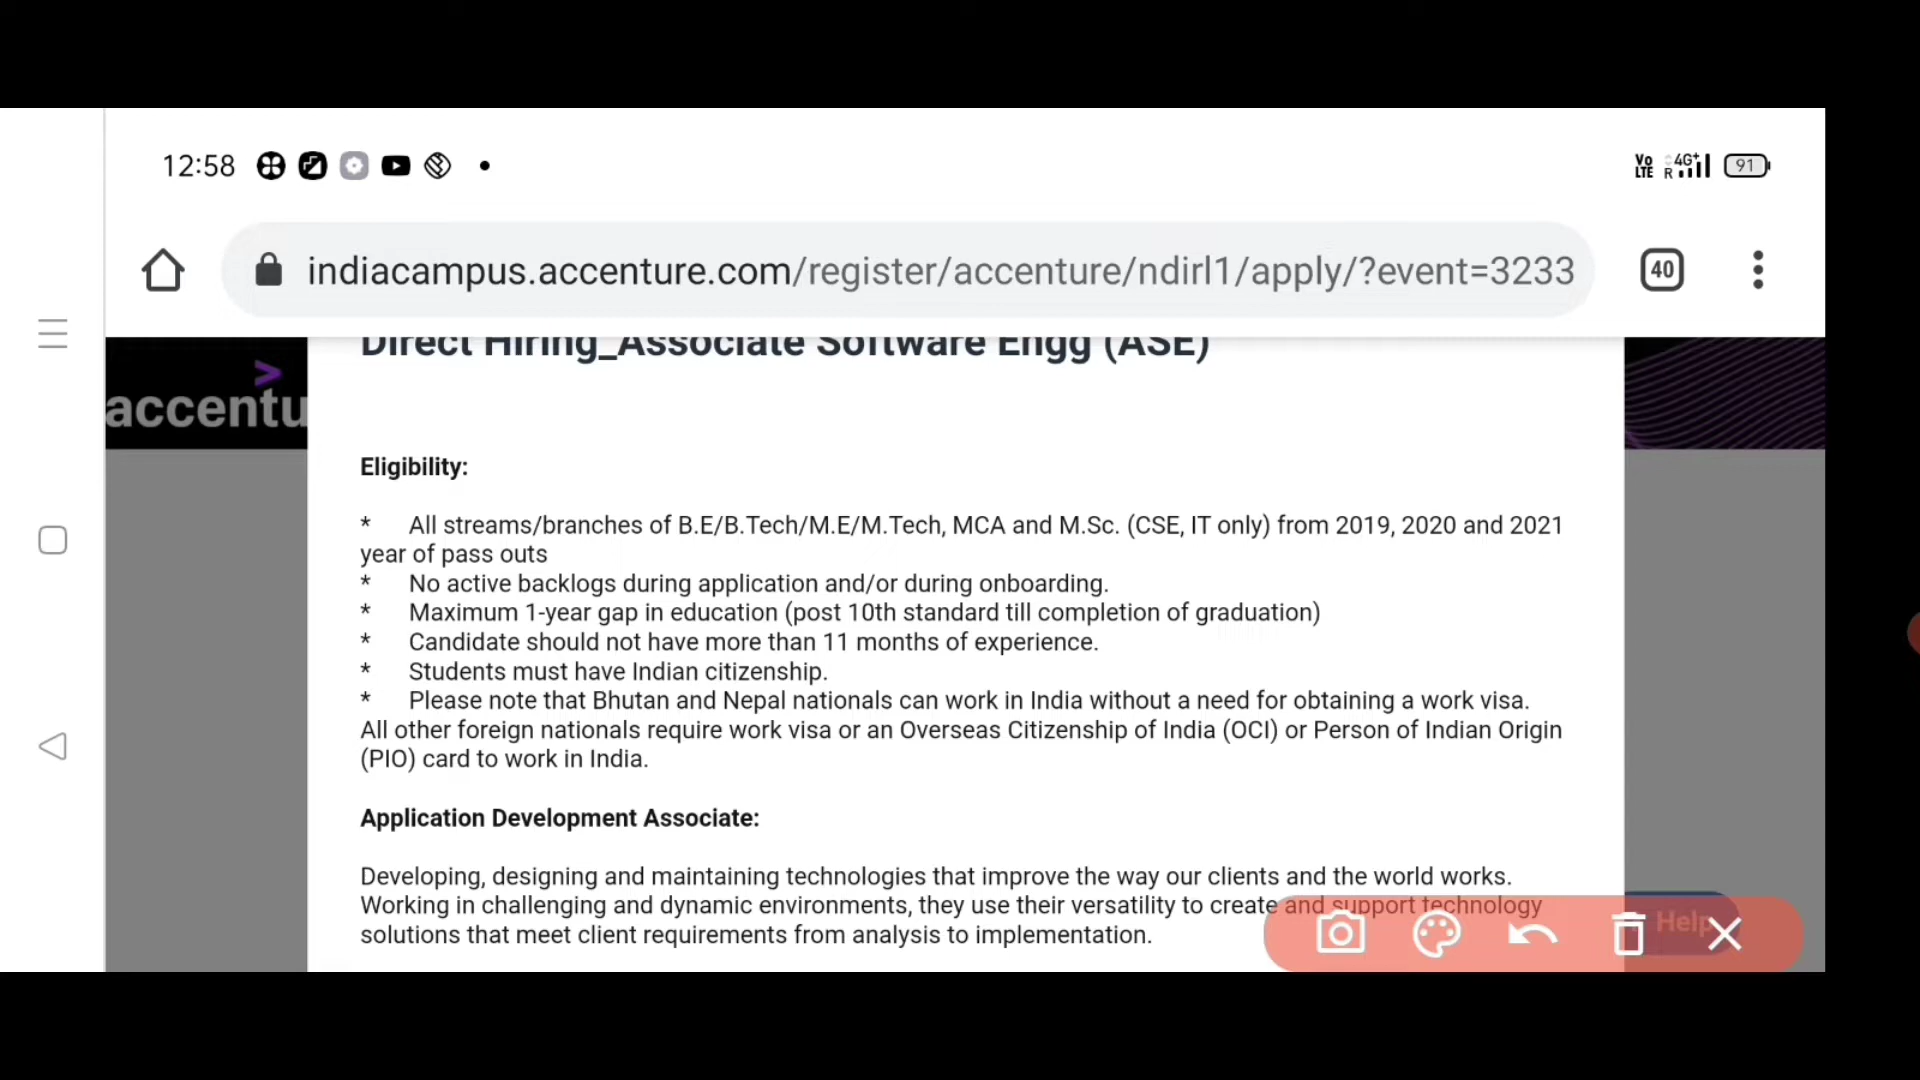 12:58
Vo LTE 4G+ R 91
indiacampus.accenture.com/register/accenture/ndirl1/apply/?event=3233
40
Direct Hiring_Associate Software Engg (ASE)
>
accentu
Eligibility:
* All streams/branches of B.E/B.Tech/M.E/M.Tech, MCA and M.Sc. (CSE, IT only) from 2019, 2020 and 2021
year of pass outs
* No active backlogs during application and/or during onboarding.
* Maximum 1-year gap in education (post 10th standard till completion of graduation)
* Candidate should not have more than 11 months of experience.
* Students must have Indian citizenship.
* Please note that Bhutan and Nepal nationals can work in India without a need for obtaining a work visa.
All other foreign nationals require work visa or an Overseas Citizenship of India (OCI) or Person of Indian Origin
(PIO) card to work in India.
Application Development Associate:
Developing, designing and maintaining technologies that improve the way our clients and the world works.
Working in challenging and dynamic environments, they use their versatility to create and support technology
solutions that meet client requirements from analysis to implementation.
Help